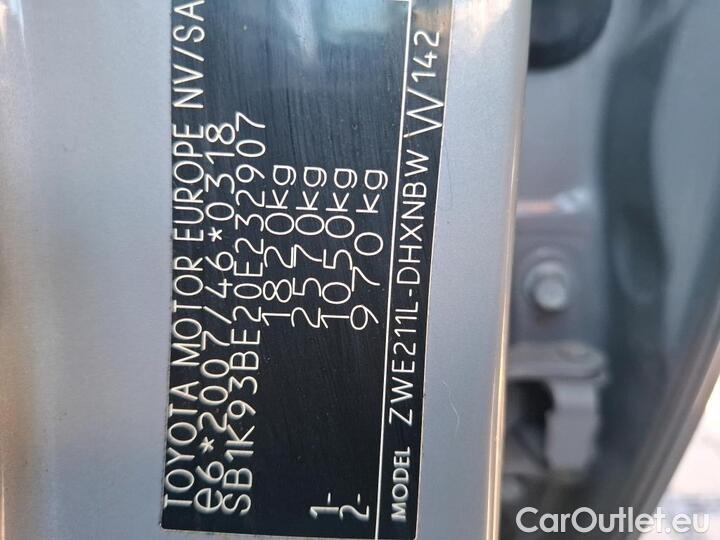 TOYOTA MOTOR EUROPE NV/SA
e6*2007/46*0318
SB1K93BE20E232907
1820kg
2570kg
1- 1050kg
2- 970kg
MODEL ZWE211L-DHXNBW W142
CarOutlet.eu